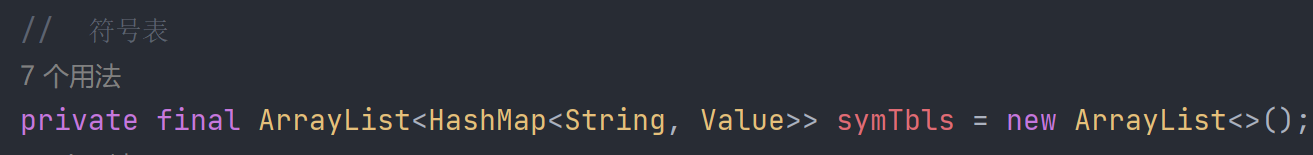 // 符号表
7 个用法
private final ArrayList<HashMap<String, Value>> symTbls = new ArrayList<>();